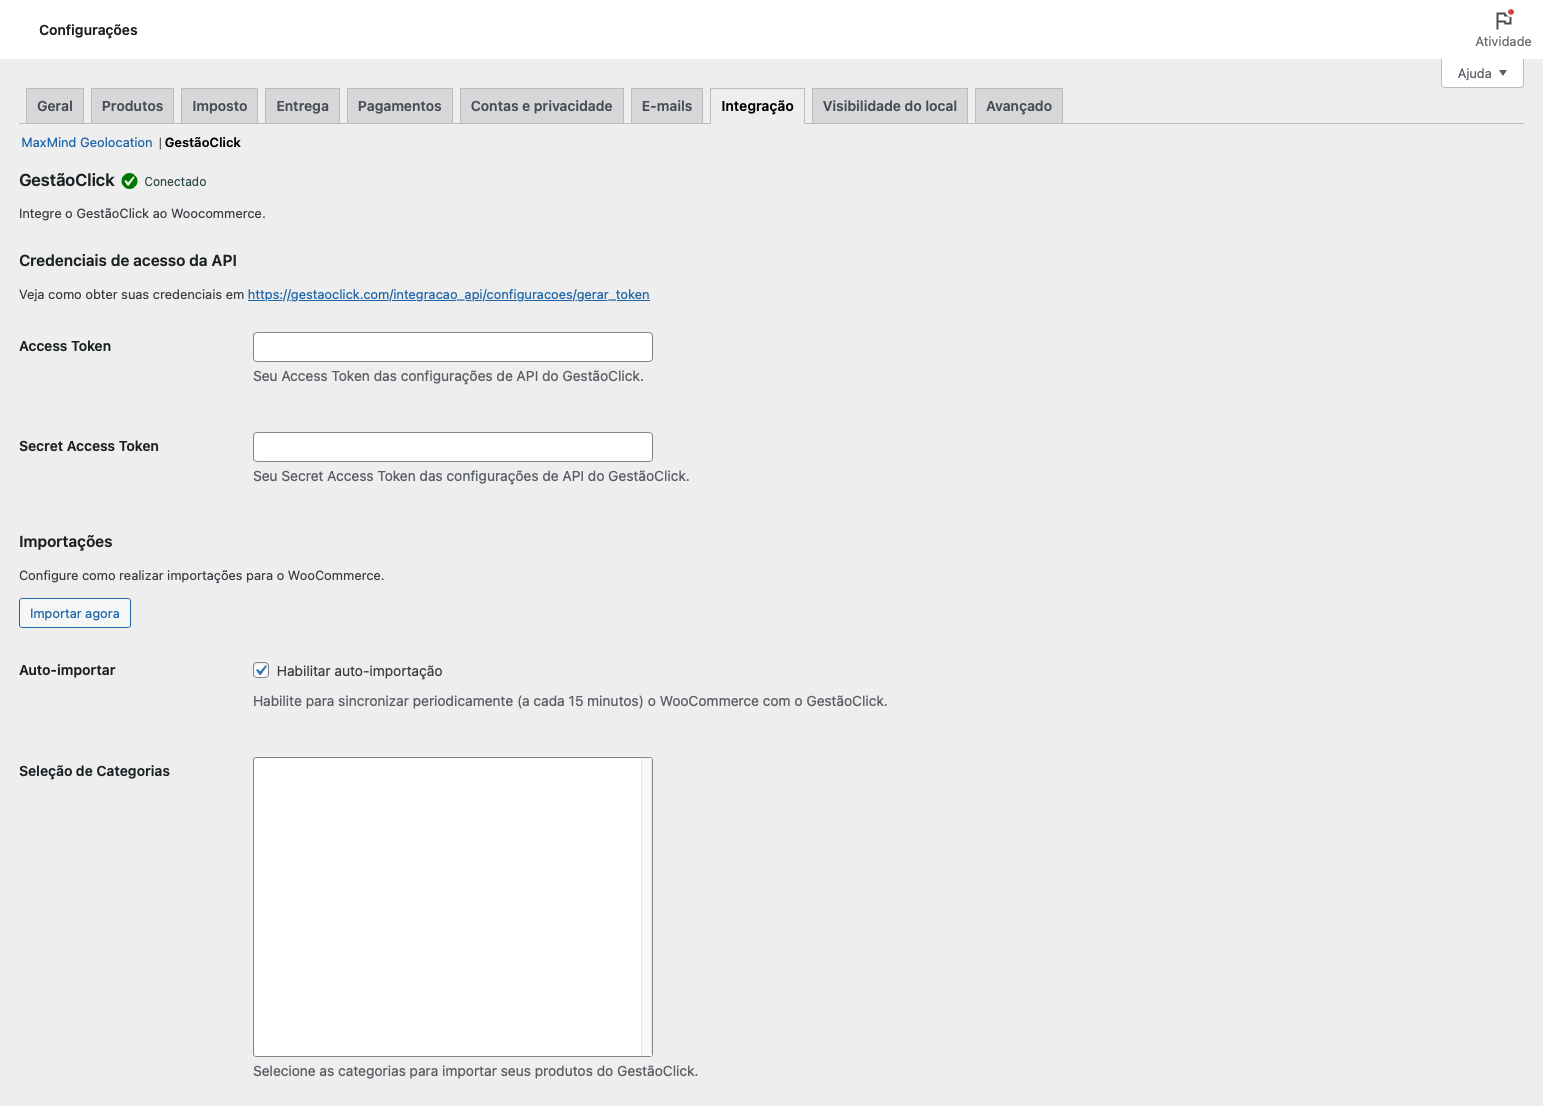 Configurações
Atividade
Ajuda
Geral Produtos Imposto Entrega Pagamentos Contas e privacidade E-mails Integração Visibilidade do local Avançado
MaxMind Geolocation | GestãoClick
GestãoClick Conectado
Integre o GestãoClick ao Woocommerce.
Credenciais de acesso da API
Veja como obter suas credenciais em https://gestaoclick.com/integracao_api/configuracoes/gerar_token
Access Token
Seu Access Token das configurações de API do GestãoClick.
Secret Access Token
Seu Secret Access Token das configurações de API do GestãoClick.
Importações
Configure como realizar importações para o WooCommerce.
Importar agora
Auto-importar Habilitar auto-importação
Habilite para sincronizar periodicamente (a cada 15 minutos) o WooCommerce com o GestãoClick.
Seleção de Categorias
Selecione as categorias para importar seus produtos do GestãoClick.